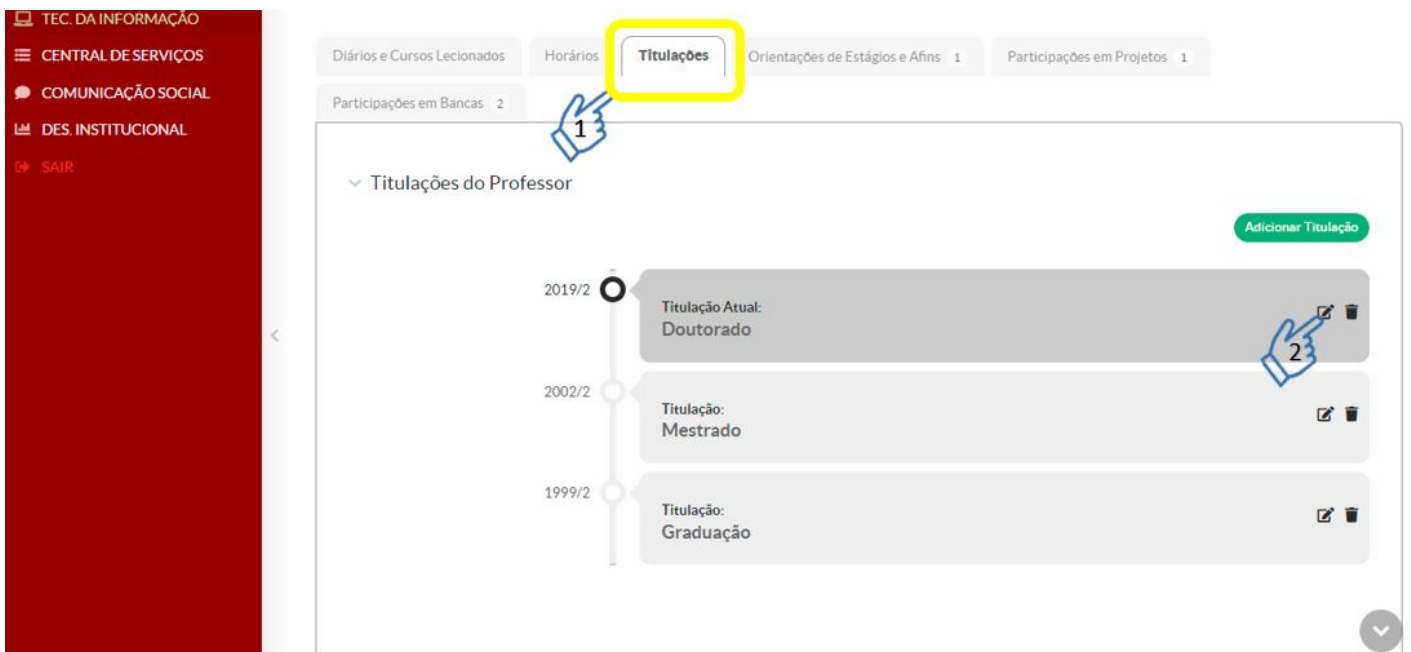 TEC. DA INFORMAÇÃO
CENTRAL DE SERVIÇOS
COMUNICAÇÃO SOCIAL
DES. INSTITUCIONAL
SAIR
Diários e Cursos Lecionados Horários Titulações Orientações de Estágios e Afins 1 Participações em Projetos 1
Participações em Bancas 2
1
Titulações do Professor
Adicionar Titulação
2019/2
Titulação Atual:
Doutorado
2
2002/2
Titulação:
Mestrado
1999/2
Titulação:
Graduação